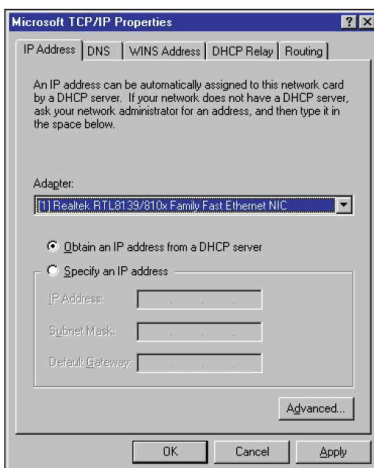 Microsoft TCP/IP Properties
IP Address DNS WINS Address DHCP Relay Routing
An IP address can be automatically assigned to this network card
by a DHCP server. If your network does not have a DHCP server,
ask your network administrator for an address, and then type it in
the space below.
Adapter:
[1] Realtek RTL8139/810x Family Fast Ethernet NIC
Obtain an IP address from a DHCP server
Specify an IP address
IP Address:
Subnet Mask:
Default Gateway:
Advanced...
OK Cancel Apply